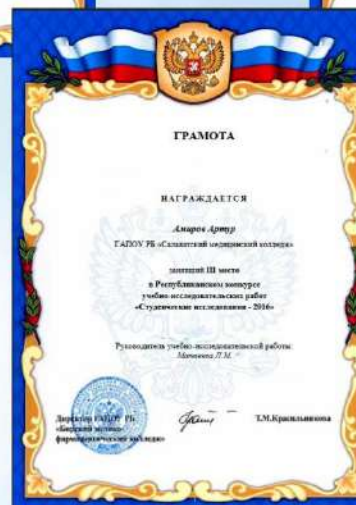 ГРАМОТА
НАГРАЖДАЕТСЯ
Амиров Артур
ГАПОУ РБ «Салаватский медицинский колледж»
занявший III место
в Республиканском конкурсе
учебно-исследовательских работ
«Студенческие исследования - 2016»
Руководитель учебно-исследовательской работы:
Матвеева Л.М.
Директор ГАПОУ РБ
«Бирский медико-
фармацевтический колледж»
Т.М.Красильникова